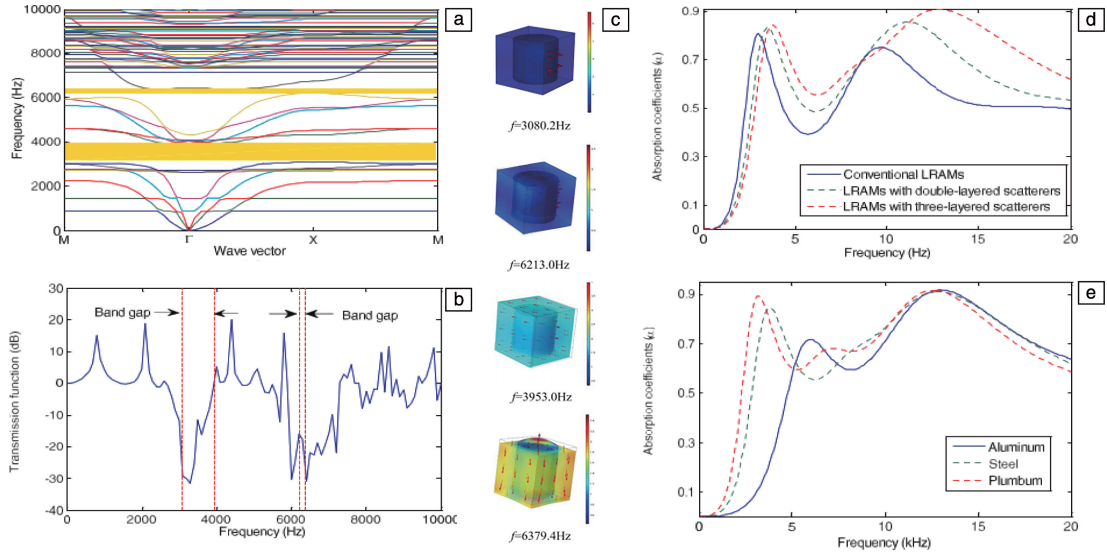 10000
8000
6000
4000
2000
0
Frequency (Hz)
M
Γ
X
M
Wave vector
a
30
20
10
0
-10
-20
-30
-40
Transmission function (dB)
Band gap
Band gap
0
2000
4000
6000
8000
10000
Frequency (Hz)
b
c
f=3080.2Hz
f=6213.0Hz
f=3953.0Hz
f=6379.4Hz
d
0.9
0.7
0.5
0.3
0.1
0
Absorption coefficients (α)
Conventional LRAMs
LRAMs with double-layered scatterers
LRAMs with three-layered scatterers
0
5
10
15
20
Frequency (Hz)
e
0.9
0.7
0.5
0.3
0.1
Absorption coefficients (α)
Aluminum
Steel
Plumbum
0
5
10
15
20
Frequency (kHz)